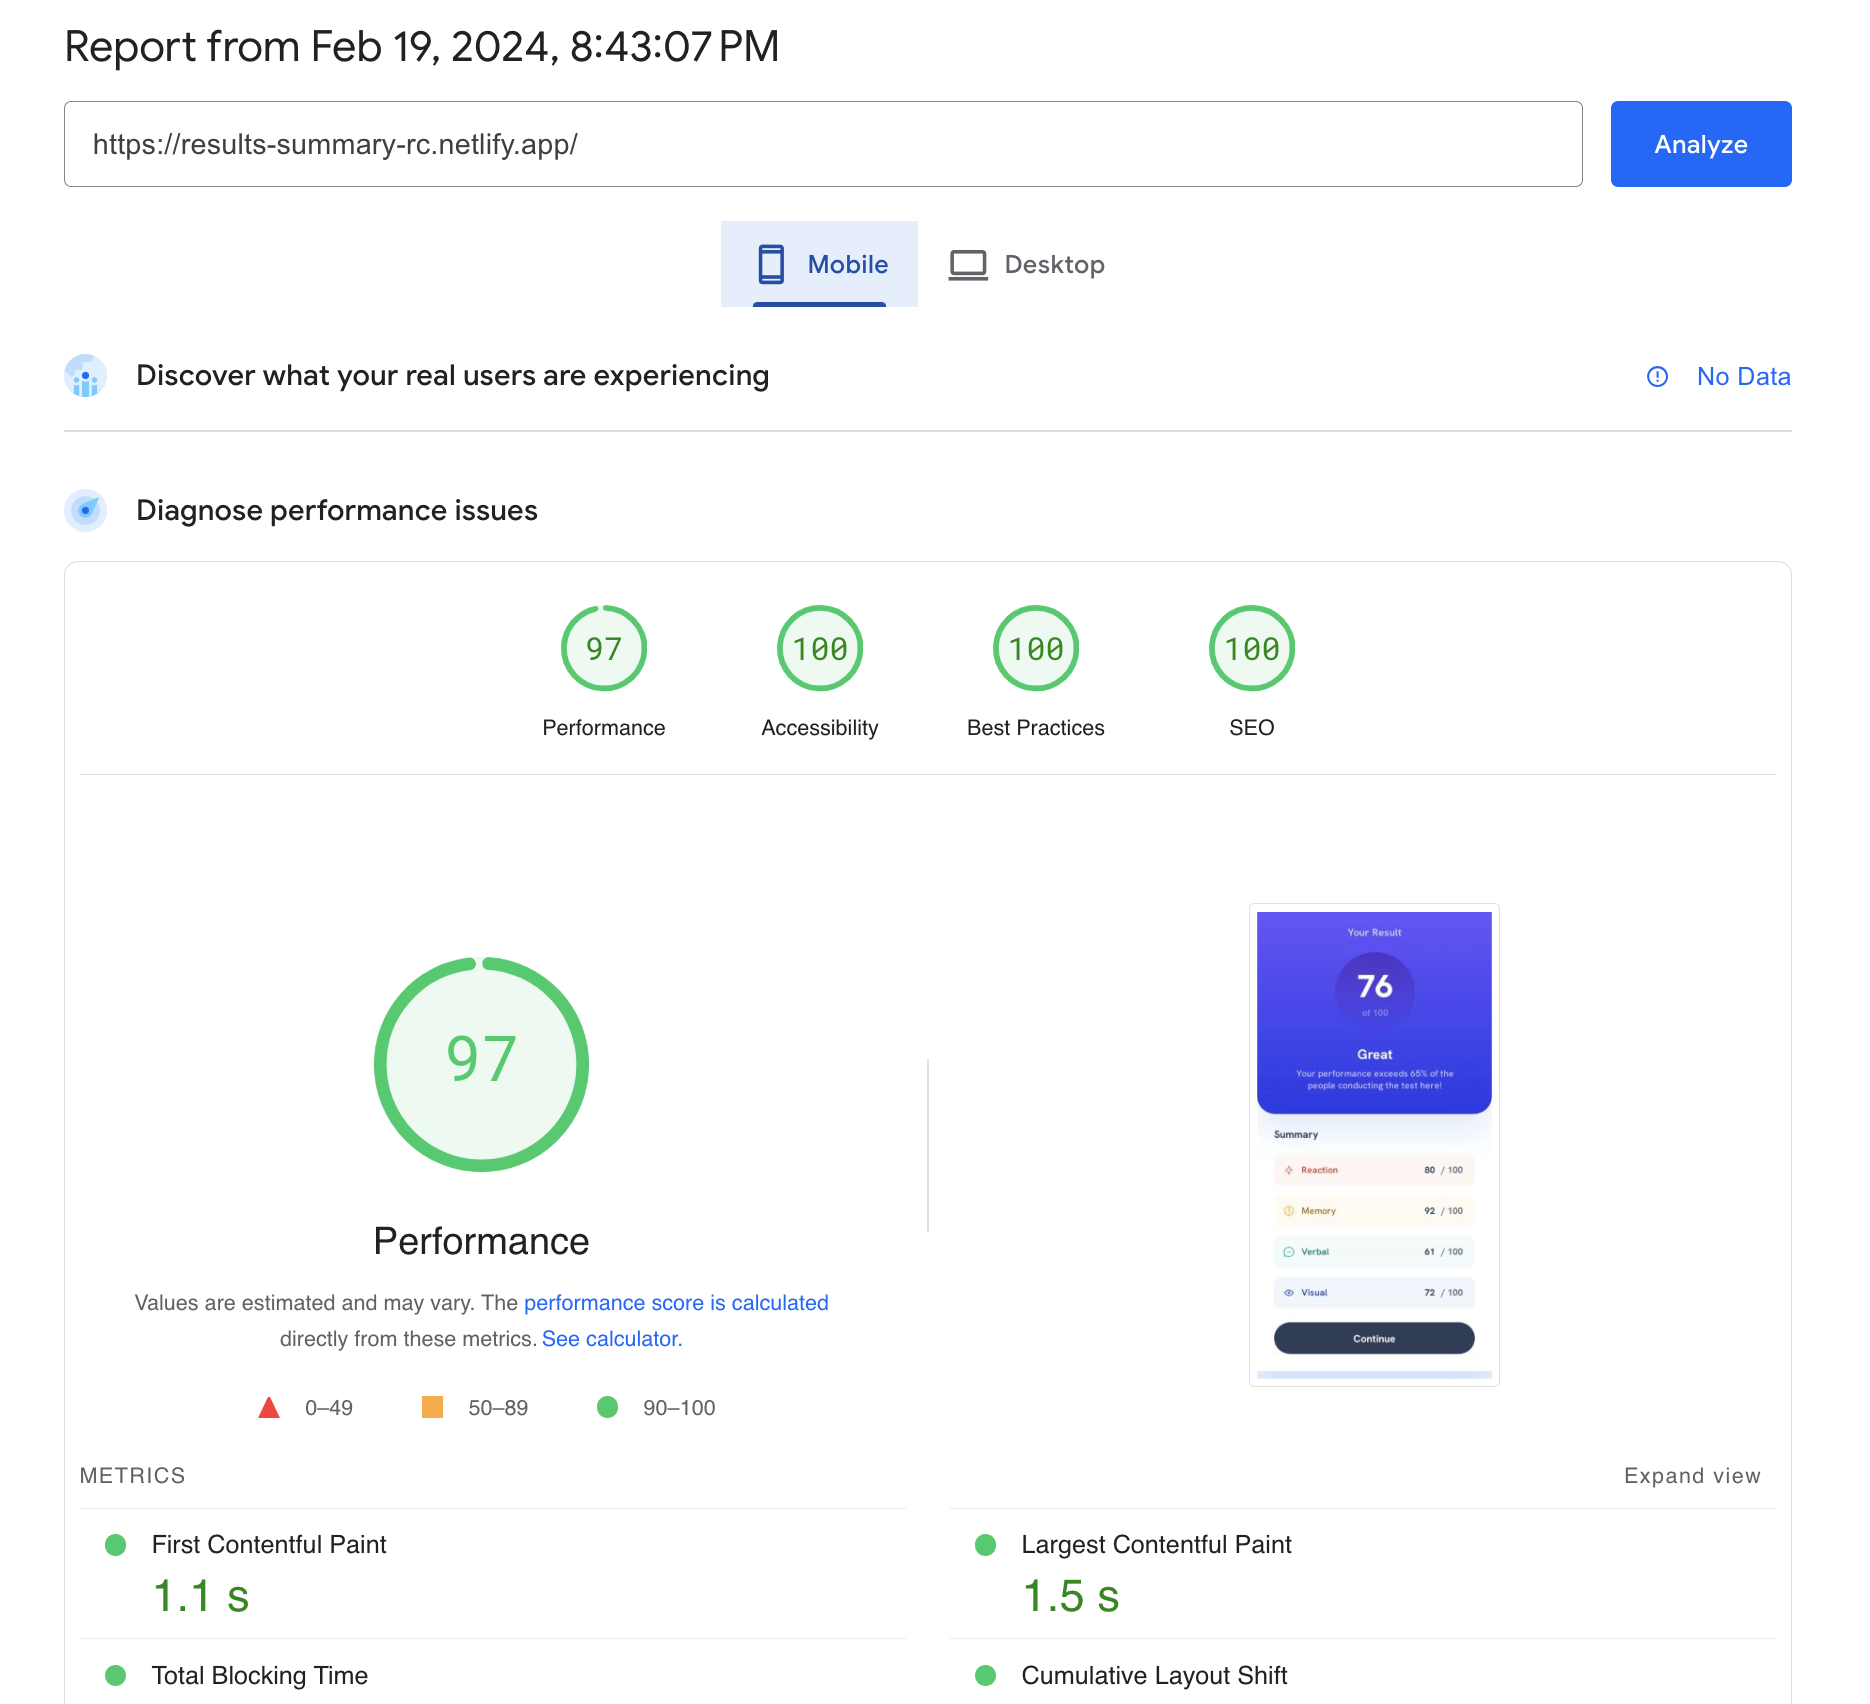 Report from Feb 19, 2024, 8:43:07 PM
https://results-summary-rc.netlify.app/
Analyze
Mobile
Desktop
Discover what your real users are experiencing
No Data
Diagnose performance issues
97
100
100
100
Performance
Accessibility
Best Practices
SEO
97
Performance
Values are estimated and may vary. The performance score is calculated
directly from these metrics. See calculator.
0–49
50–89
90–100
Your Result
76
of 100
Great
Your performance exceeds 65% of the
people conducting the test here!
Summary
Reaction 80 / 100
Memory 92 / 100
Verbal 61 / 100
Visual 72 / 100
Continue
METRICS
Expand view
First Contentful Paint
1.1 s
Largest Contentful Paint
1.5 s
Total Blocking Time
Cumulative Layout Shift